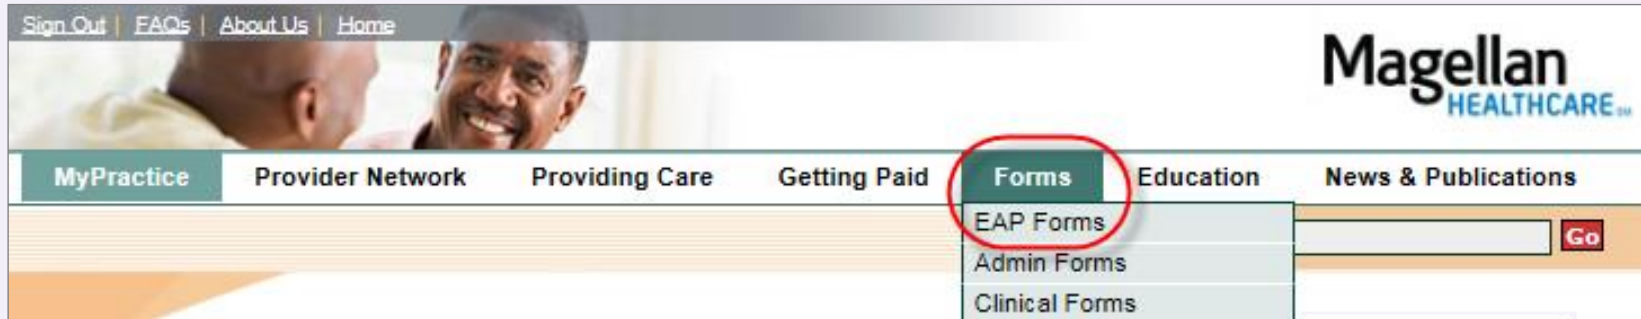 Sign Out | FAQs | About Us | Home
Magellan
HEALTHCARE SM
MyPractice Provider Network Providing Care Getting Paid Forms Education News & Publications
EAP Forms
Go
Admin Forms
Clinical Forms